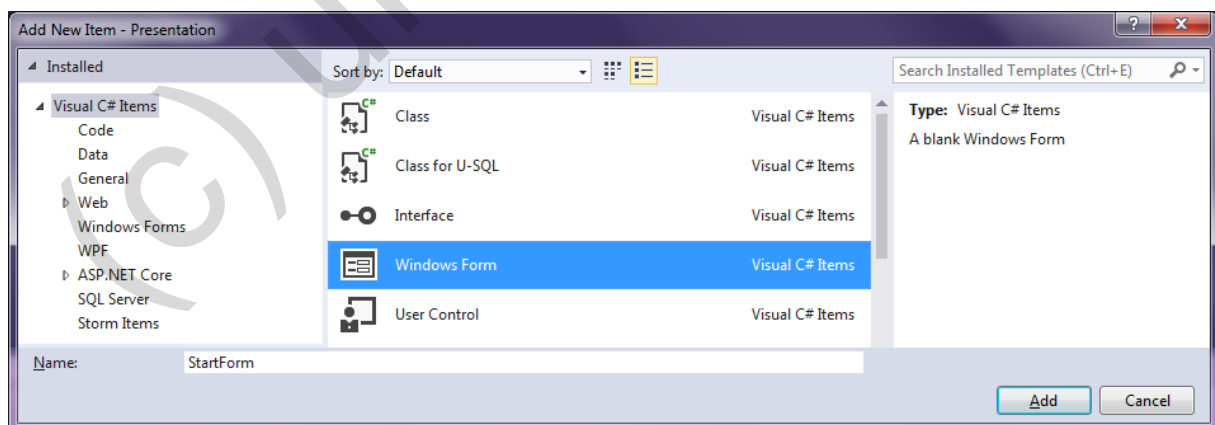 Add New Item - Presentation
? X
Installed
Sort by: Default
Search Installed Templates (Ctrl+E)
Visual C# Items
Code
Data
General
Web
Windows Forms
WPF
ASP.NET Core
SQL Server
Storm Items
C# Class Visual C# Items
C# Class for U-SQL Visual C# Items
Interface Visual C# Items
Windows Form Visual C# Items
User Control Visual C# Items
Type: Visual C# Items
A blank Windows Form
Name: StartForm
Add Cancel
(c) u